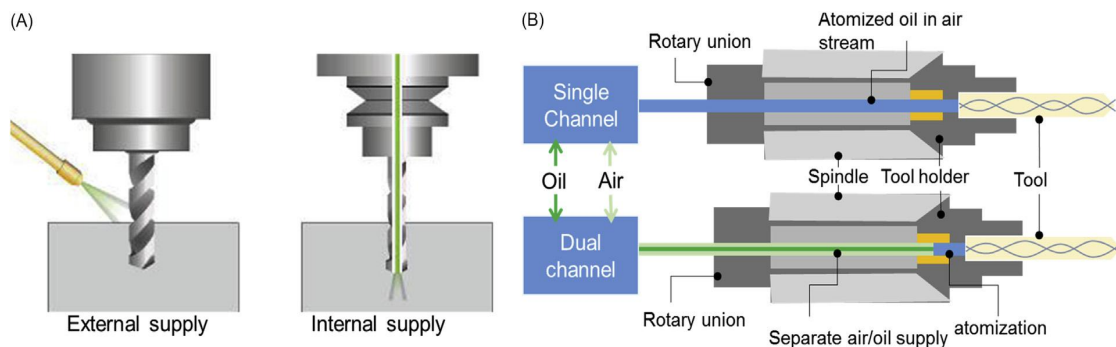 (A)
External supply
Internal supply
(B)
Atomized oil in air
stream
Rotary union
Single
Channel
Oil
Air
Spindle
Tool holder
Tool
Dual
channel
Rotary union
Separate air/oil supply
atomization